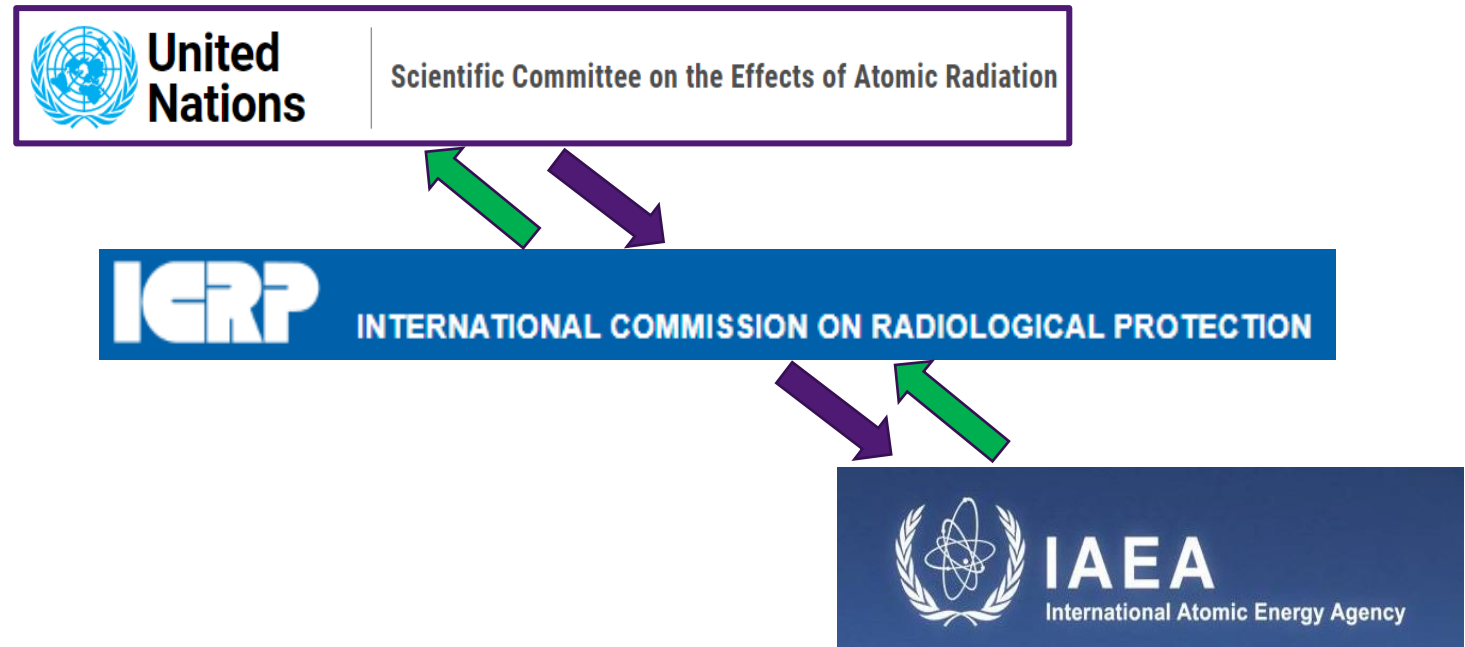 United
Nations
Scientific Committee on the Effects of Atomic Radiation
ICRP
INTERNATIONAL COMMISSION ON RADIOLOGICAL PROTECTION
IAEA
International Atomic Energy Agency